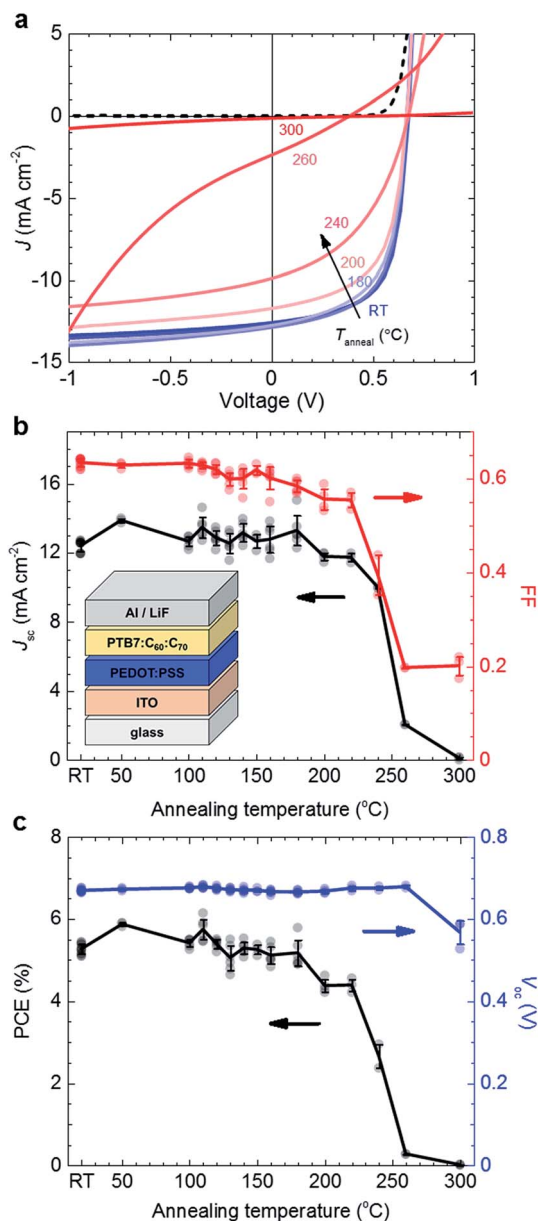 a
5
0
-5
-10
-15
J (mA cm⁻²)
300
260
240
200
180
RT
T_anneal (°C)
-1 -0.5 0 0.5 1
Voltage (V)
b
16
12
8
4
0
J_sc (mA cm⁻²)
0.6
0.4
0.2
0
FF
Al / LiF
PTB7:C₆₀:C₇₀
PEDOT:PSS
ITO
glass
RT 50 100 150 200 250 300
Annealing temperature (°C)
c
8
6
4
2
0
PCE (%)
0.8
0.6
0.4
0.2
0
V_oc (V)
RT 50 100 150 200 250 300
Annealing temperature (°C)